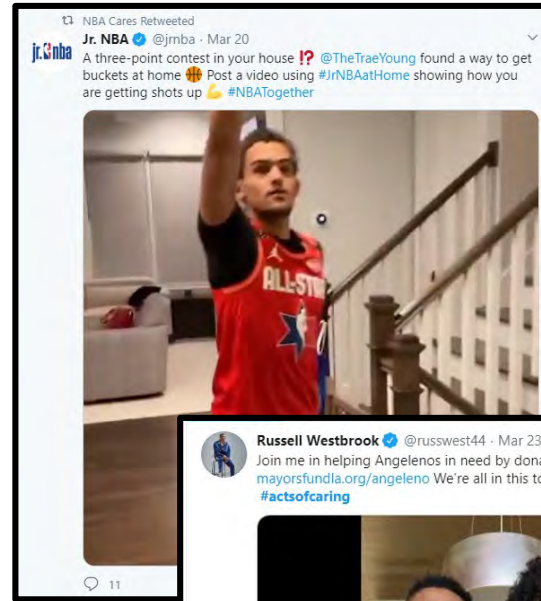 NBA Cares Retweeted
jr.nba
Jr. NBA @jrnba · Mar 20
A three-point contest in your house ⁉️ @TheTraeYoung found a way to get
buckets at home 🏀 Post a video using #JrNBAatHome showing how you
are getting shots up 💪 #NBATogether
ALL-ST
Russell Westbrook @russwest44 · Mar 23
Join me in helping Angelenos in need by dona
mayorsfundla.org/angeleno We're all in this to
#actsofcaring
11